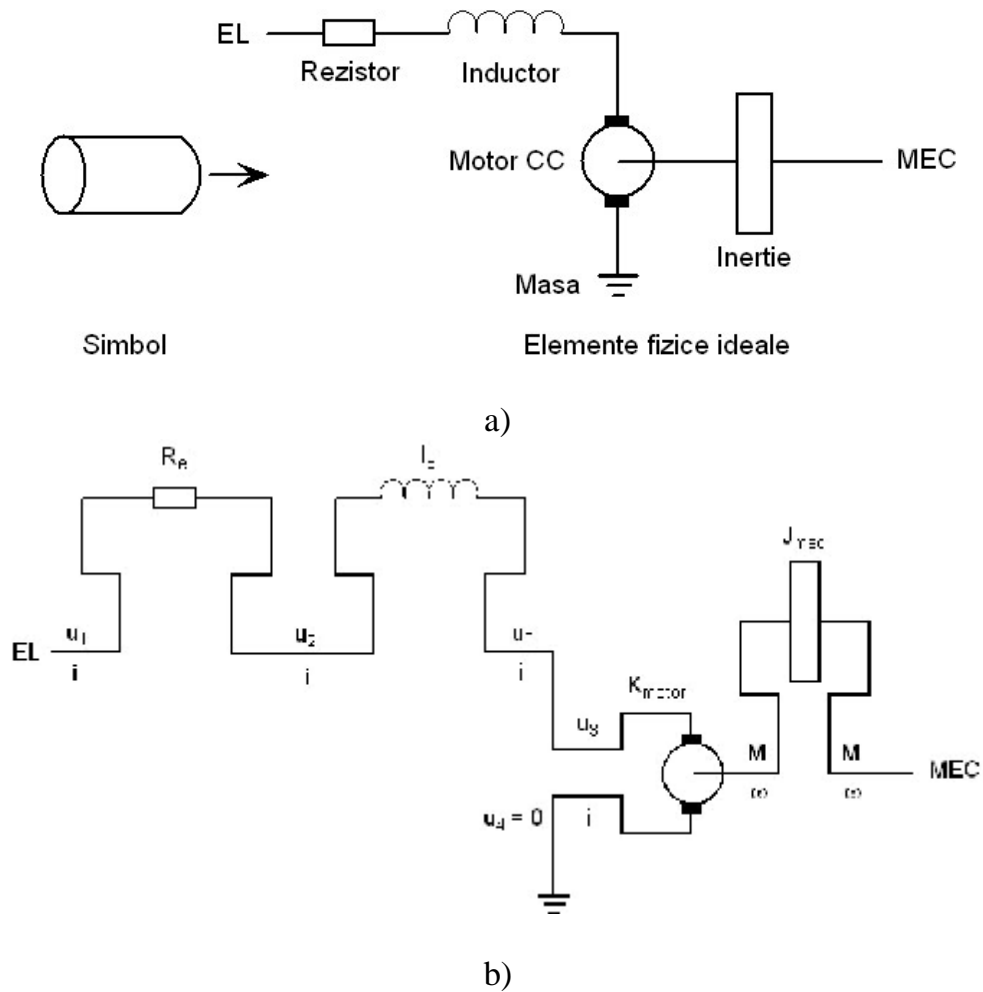 EL
Rezistor
Inductor
Motor CC
MEC
Inertie
Masa
Simbol
Elemente fizice ideale
a)
Rₑ
Jmec
EL
u₁
i
u₂
i
i
Kmotor
u₃
M
M
MEC
ω
ω
u₄ = 0
i
b)